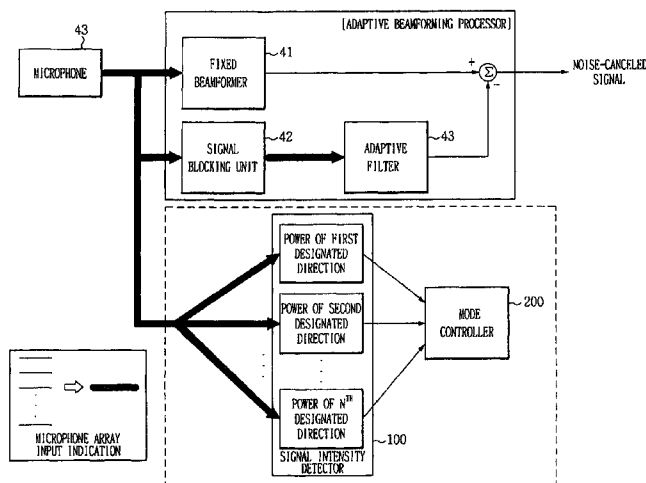 [ADAPTIVE BEAMFORMING PROCESSOR]
43
MICROPHONE
41
FIXED
BEAMFORMER
+
Σ
−
NOISE-CANCELED
SIGNAL
42
SIGNAL
BLOCKING UNIT
43
ADAPTIVE
FILTER
POWER OF FIRST
DESIGNATED
DIRECTION
POWER OF SECOND
DESIGNATED
DIRECTION
POWER OF NTH
DESIGNATED
DIRECTION
SIGNAL INTENSITY
DETECTOR
100
200
MODE
CONTROLLER
MICROPHONE ARRAY
INPUT INDICATION